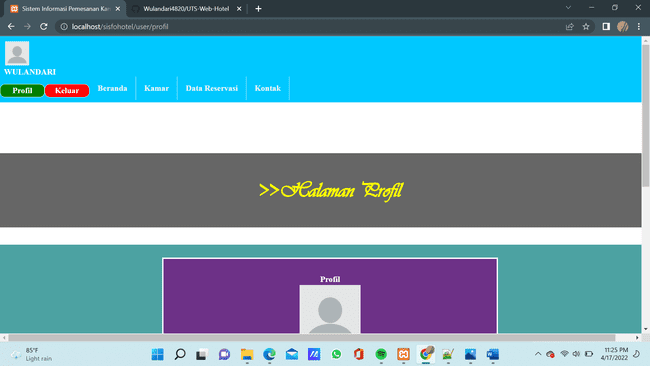 Sistem Informasi Pemesanan Kam
Wulandari4820/UTS-Web-Hotel
localhost/sisfohotel/user/profil
WULANDARI
Profil
Keluar
Beranda
Kamar
Data Reservasi
Kontak
>>Halaman Profil
Profil
85°F
Light rain
11:25 PM
4/17/2022